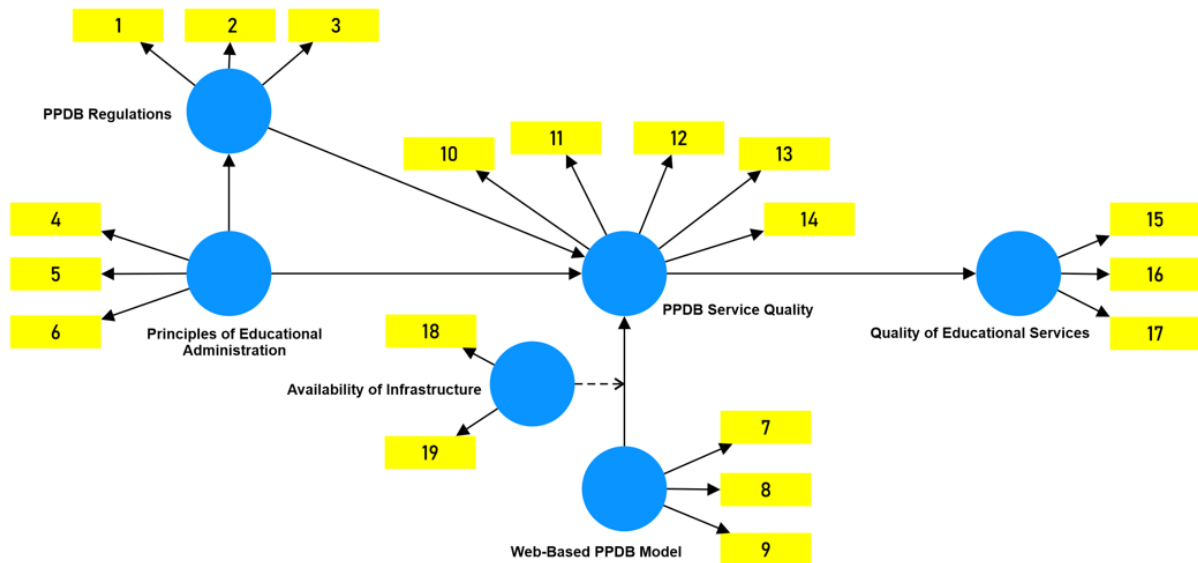 1
2
3
PPDB Regulations
10
11
12
13
14
4
5
6
Principles of Educational
Administration
PPDB Service Quality
15
16
17
Quality of Educational Services
18
Availability of Infrastructure
19
7
8
9
Web-Based PPDB Model